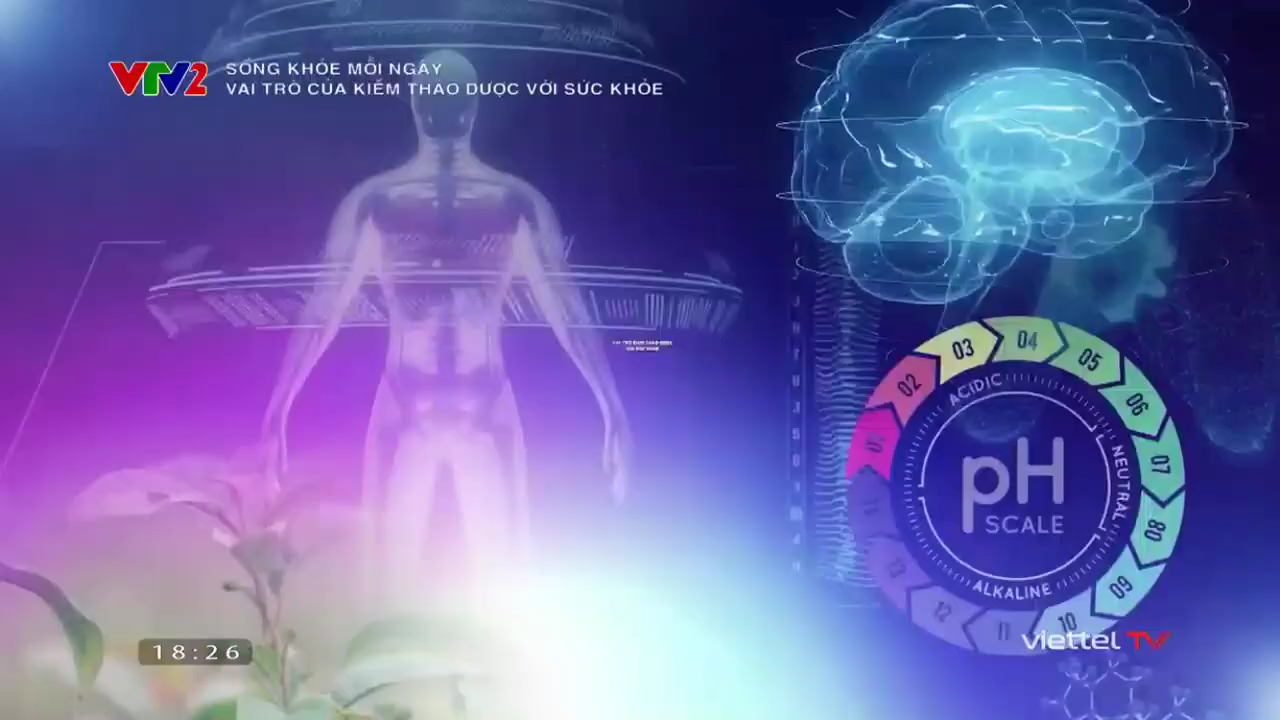 VTV2
SỐNG KHỎE MỖI NGÀY
VAI TRÒ CỦA KIỀM THẢO DƯỢC VỚI SỨC KHỎE
02
03
04
05
06
07
08
09
10
11
12
13
ACIDIC
NEUTRAL
ALKALINE
pH
SCALE
18:26
viettel TV